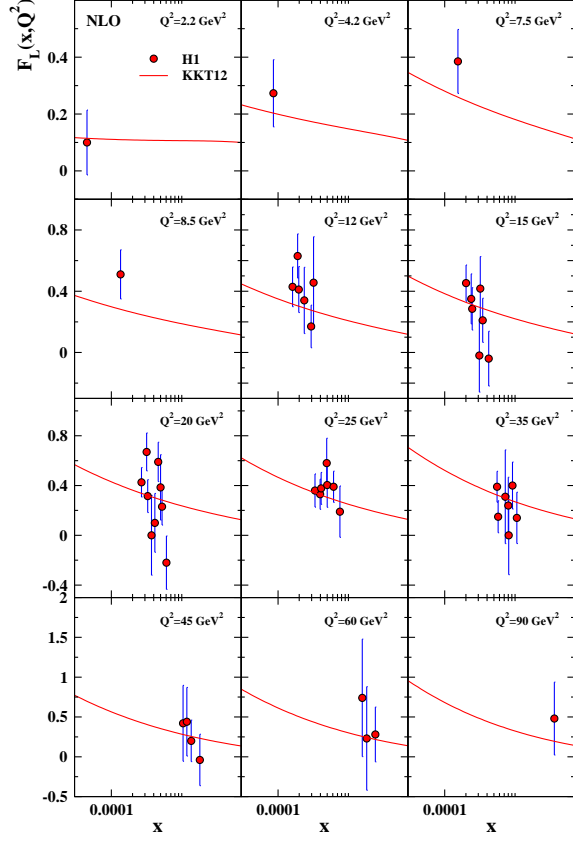 F_L(x,Q²)
NLO
Q²=2.2 GeV²
H1
KKT12
Q²=4.2 GeV²
Q²=7.5 GeV²
0.4
0.2
0
Q²=8.5 GeV²
Q²=12 GeV²
Q²=15 GeV²
0.8
0.4
0
Q²=20 GeV²
Q²=25 GeV²
Q²=35 GeV²
0.8
0.4
0
-0.4
Q²=45 GeV²
Q²=60 GeV²
Q²=90 GeV²
2
1.5
1
0.5
0
-0.5
0.0001
0.0001
0.0001
x
x
x